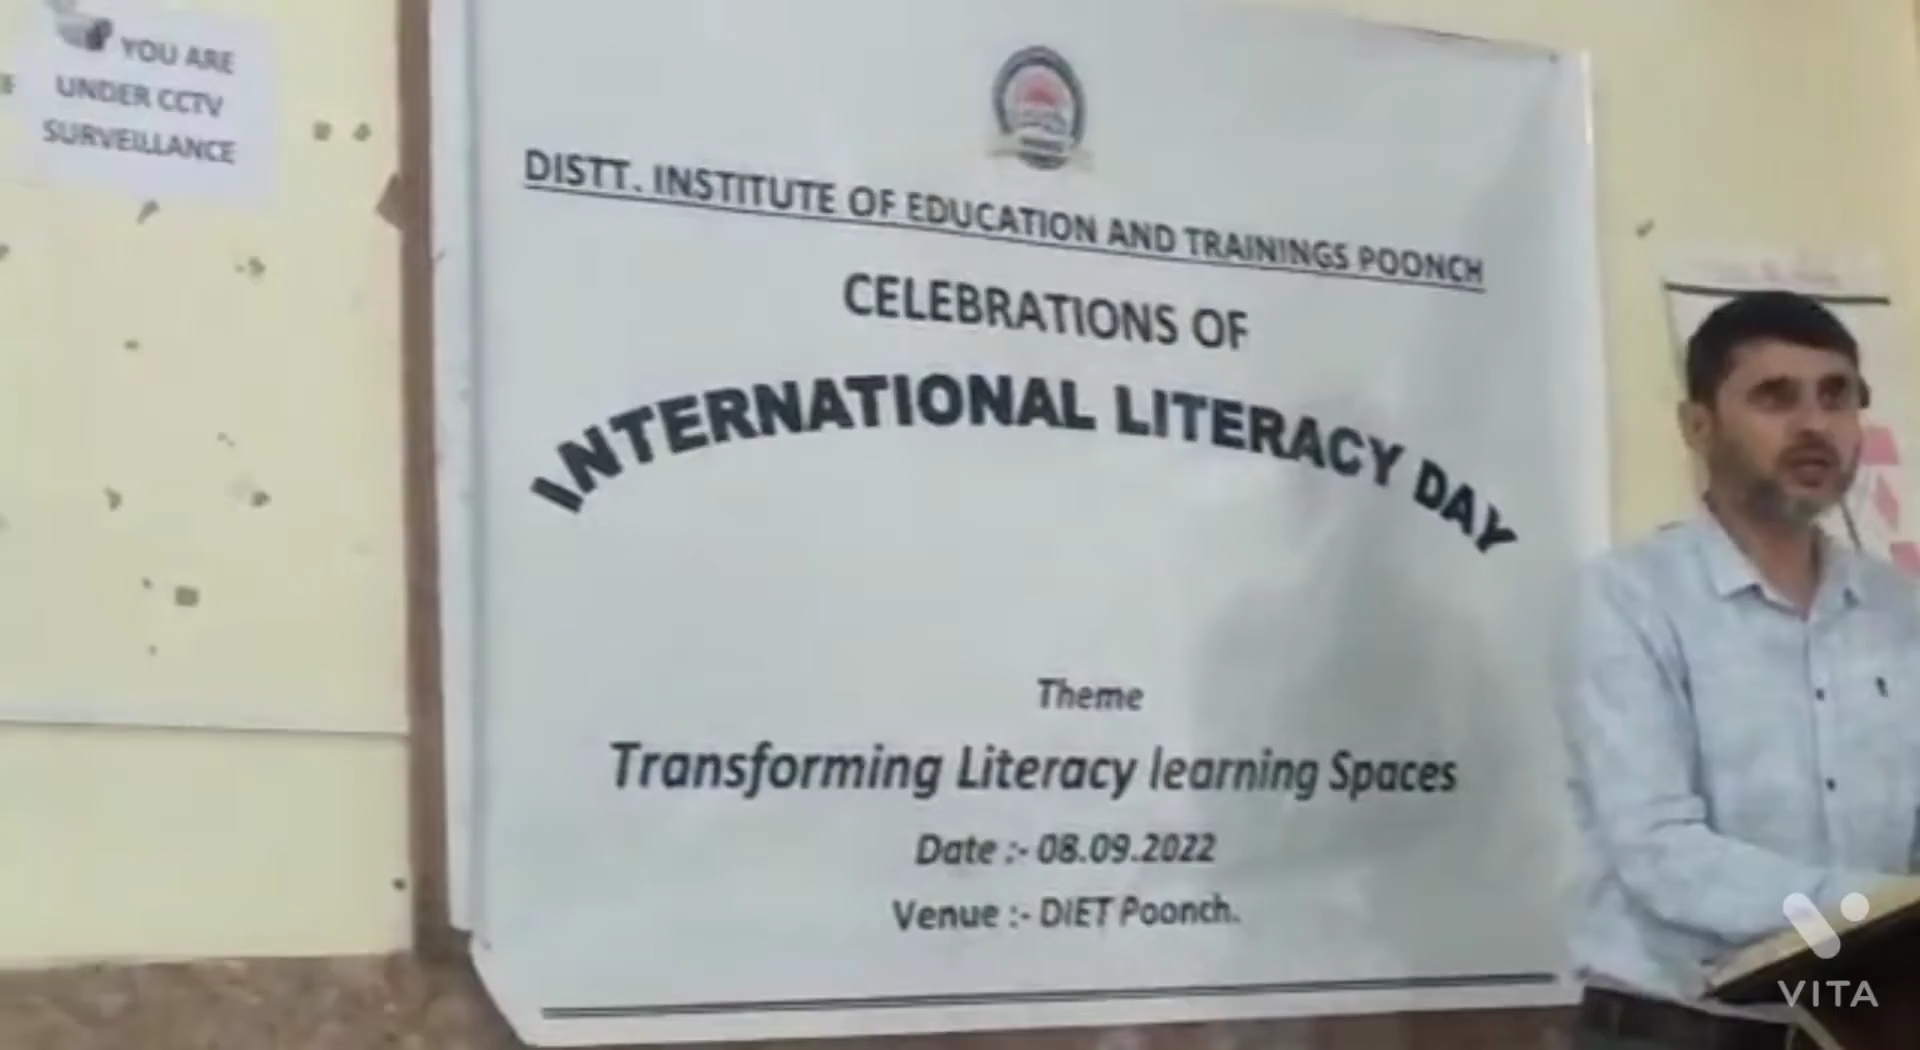 YOU ARE
UNDER CCTV
SURVEILLANCE
DISTT. INSTITUTE OF EDUCATION AND TRAININGS POONCH
CELEBRATIONS OF
INTERNATIONAL LITERACY DAY
Theme
Transforming Literacy learning Spaces
Date :- 08.09.2022
Venue :- DIET Poonch.
VITA